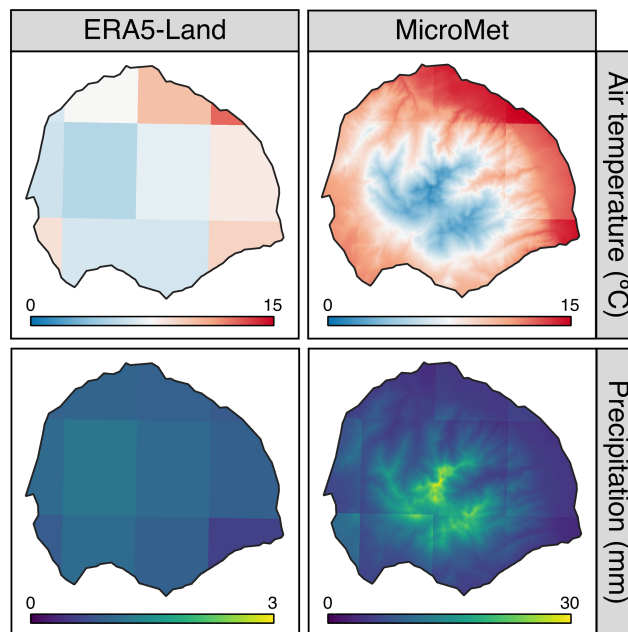 ERA5-Land
MicroMet
Air temperature (°C)
0
15
0
15
Precipitation (mm)
0
3
0
30